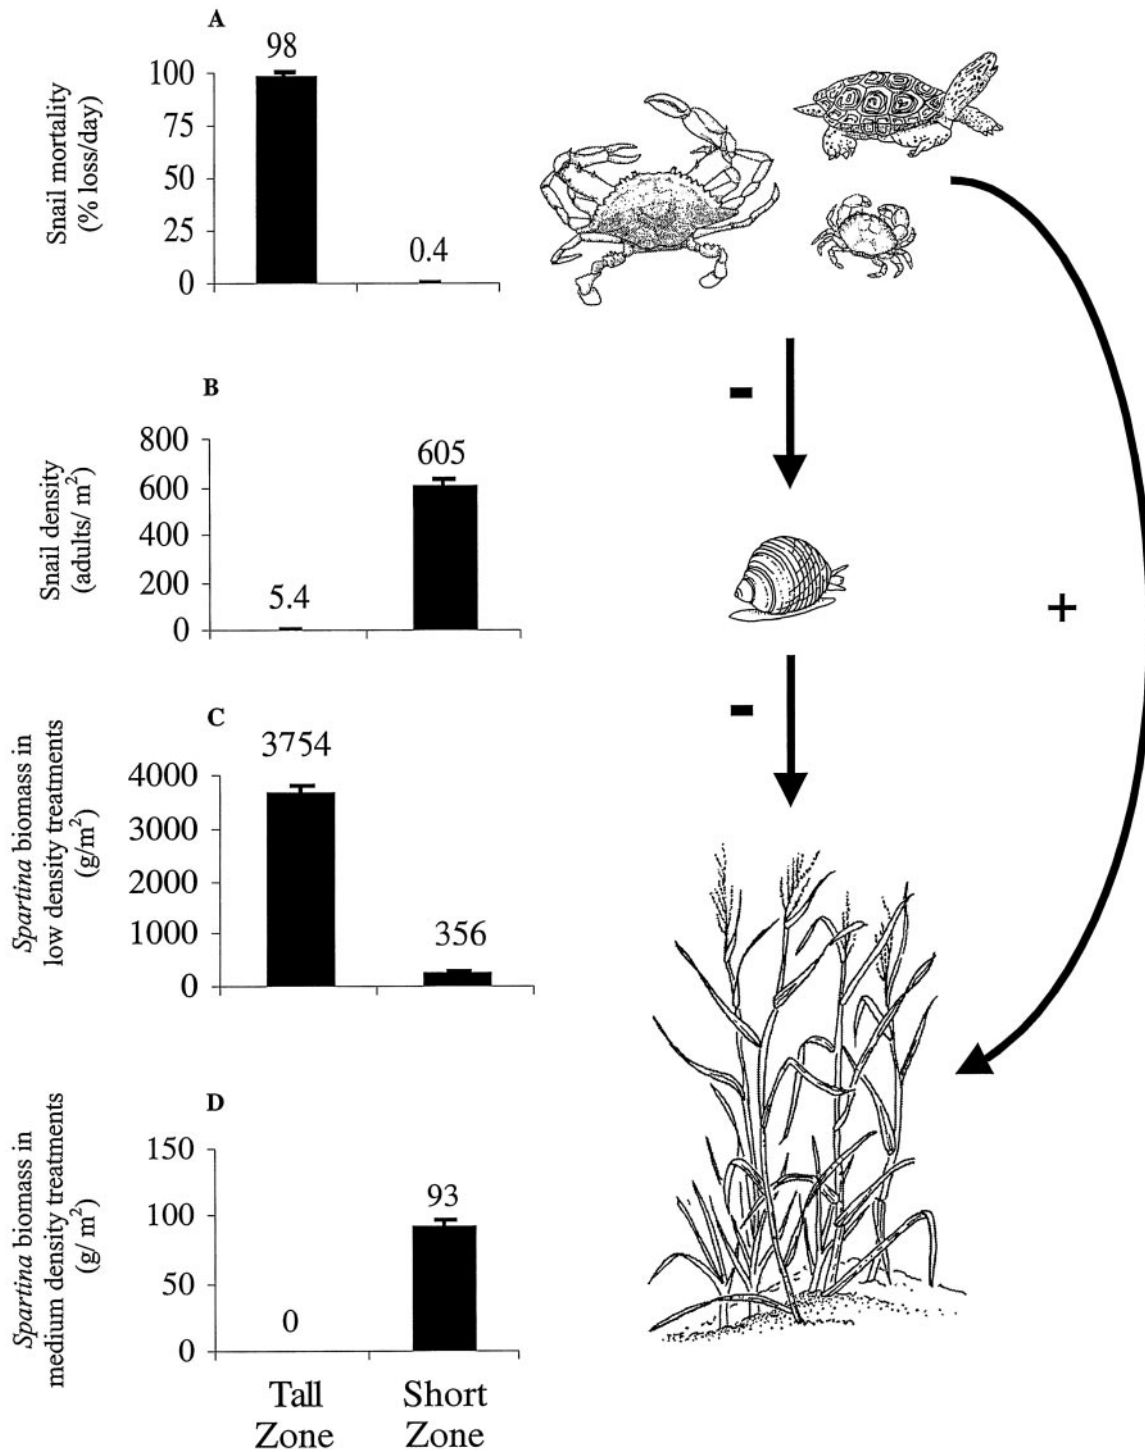 A
98
Snail mortality
(% loss/day)
100
75
50
25
0
0.4
-
B
Snail density
(adults/ m²)
800
600
400
200
0
5.4
605
+
-
C
Spartina biomass in
low density treatments
(g/m²)
3754
4000
3000
2000
1000
0
356
D
Spartina biomass in
medium density treatments
(g/ m²)
150
100
50
0
0
93
Tall
Zone
Short
Zone